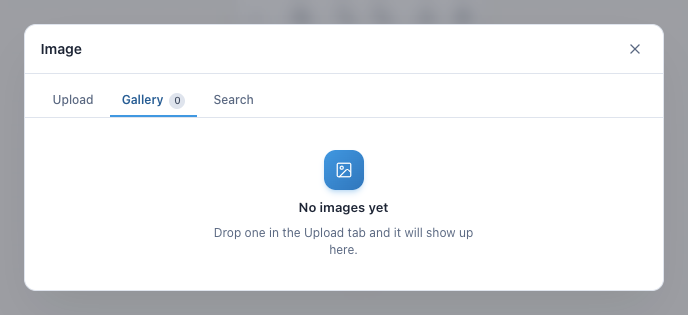 Image
Upload
Gallery 0
Search
No images yet
Drop one in the Upload tab and it will show up
here.